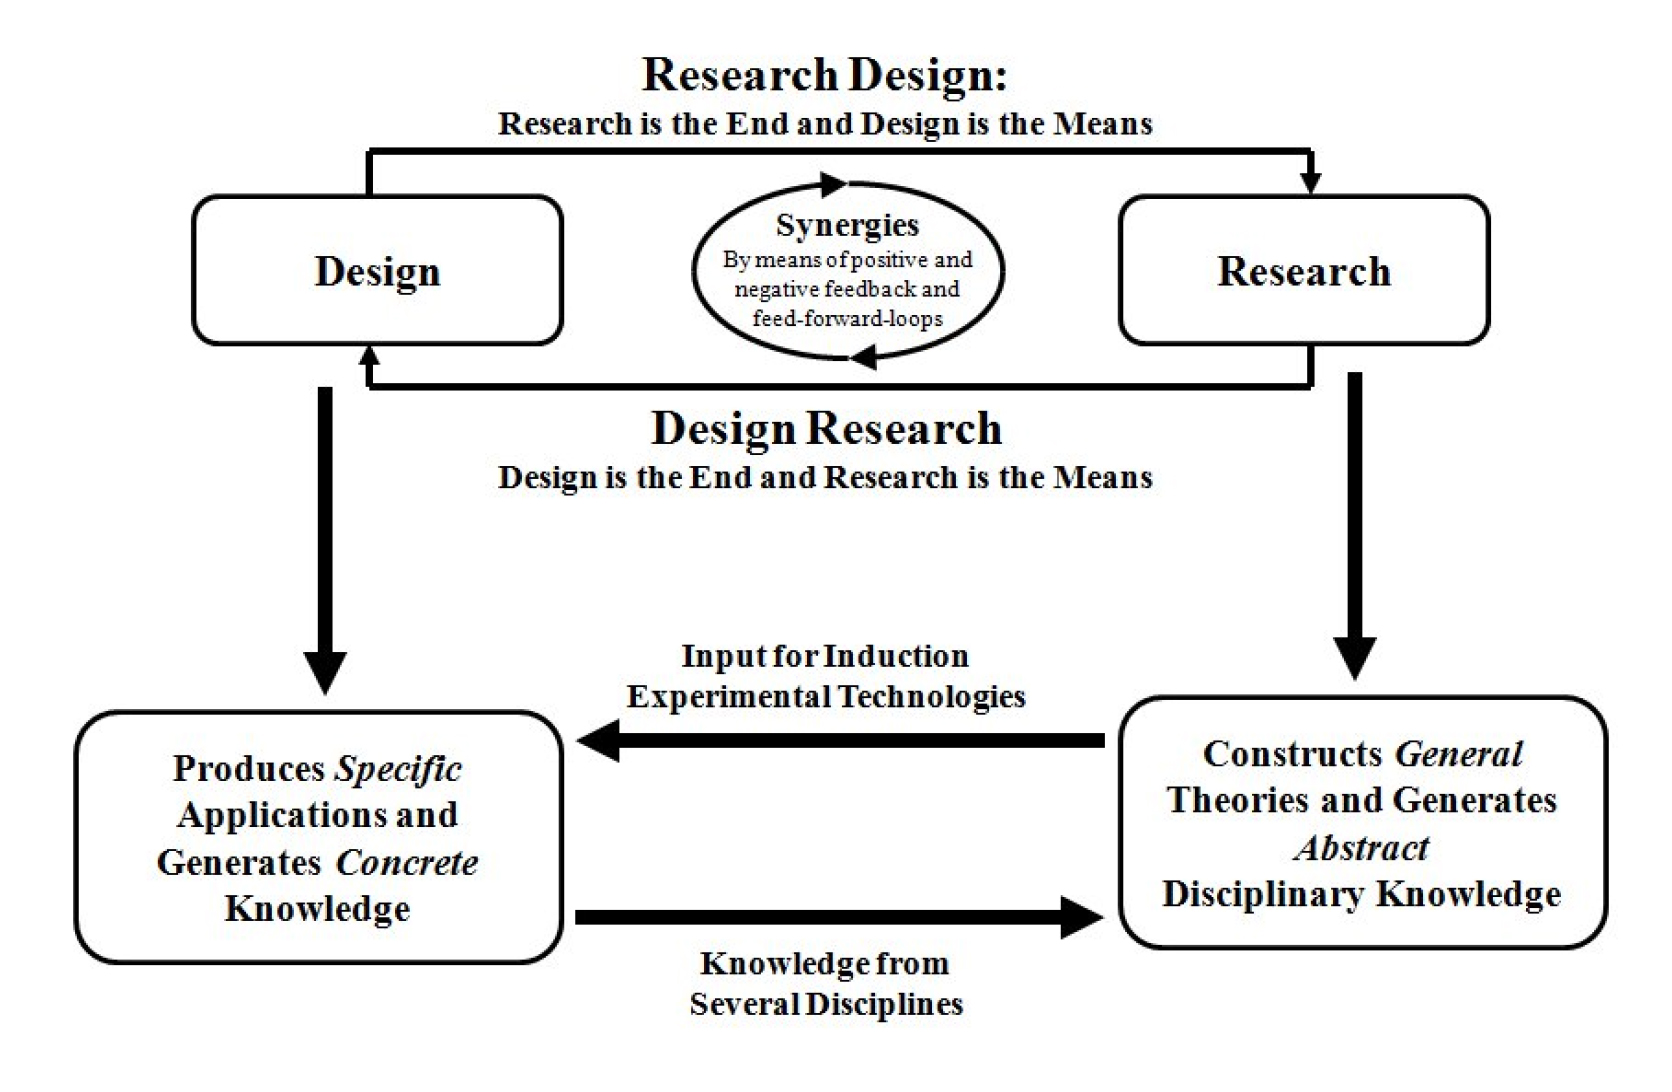 Research Design:
Research is the End and Design is the Means
Synergies
By means of positive and
negative feedback and
feed-forward-loops
Design
Research
Design Research
Design is the End and Research is the Means
Input for Induction
Experimental Technologies
Produces Specific
Applications and
Generates Concrete
Knowledge
Constructs General
Theories and Generates
Abstract
Disciplinary Knowledge
Knowledge from
Several Disciplines